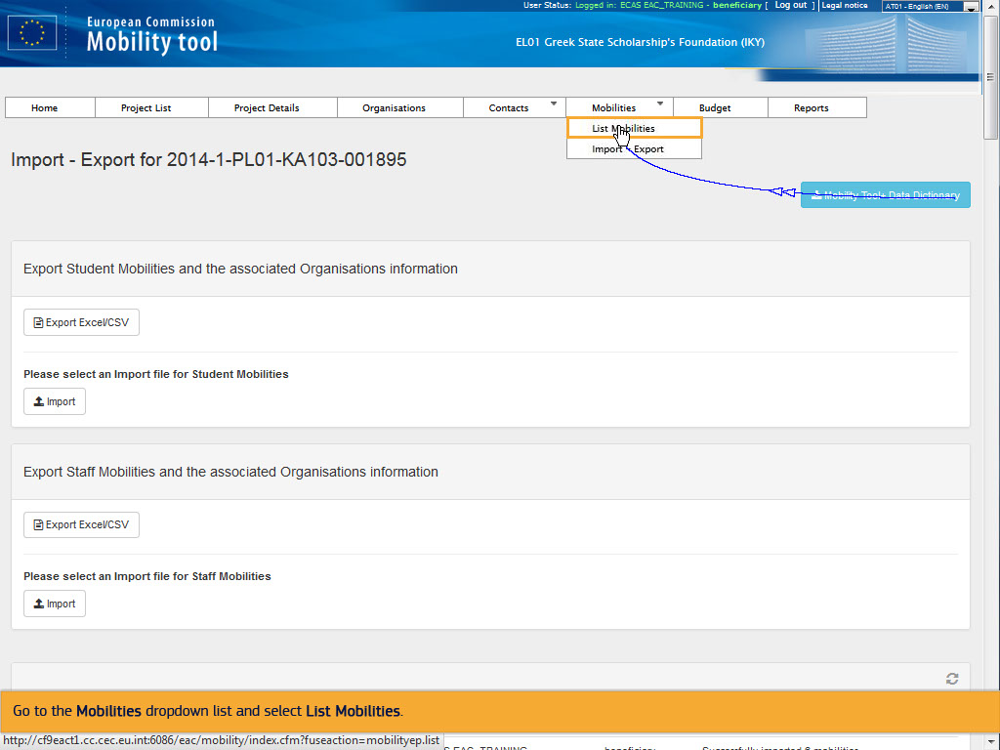 User Status: Logged in: ECAS EAC_TRAINING - beneficiary [ Log out ] Legal notice AT01 - English (EN)
European Commission
Mobility tool
EL01 Greek State Scholarship's Foundation (IKY)
Home Project List Project Details Organisations Contacts Mobilities Budget Reports
List Mobilities
Import - Export
Import - Export for 2014-1-PL01-KA103-001895
Mobility Tool+ Data Dictionary
Export Student Mobilities and the associated Organisations information
Export Excel/CSV
Please select an Import file for Student Mobilities
Import
Export Staff Mobilities and the associated Organisations information
Export Excel/CSV
Please select an Import file for Staff Mobilities
Import
Go to the Mobilities dropdown list and select List Mobilities.
http://cf9eact1.cc.cec.eu.int:6086/eac/mobility/index.cfm?fuseaction=mobilityep.list
EAC_TRAINING beneficiary Successfully imported 6 mobilities